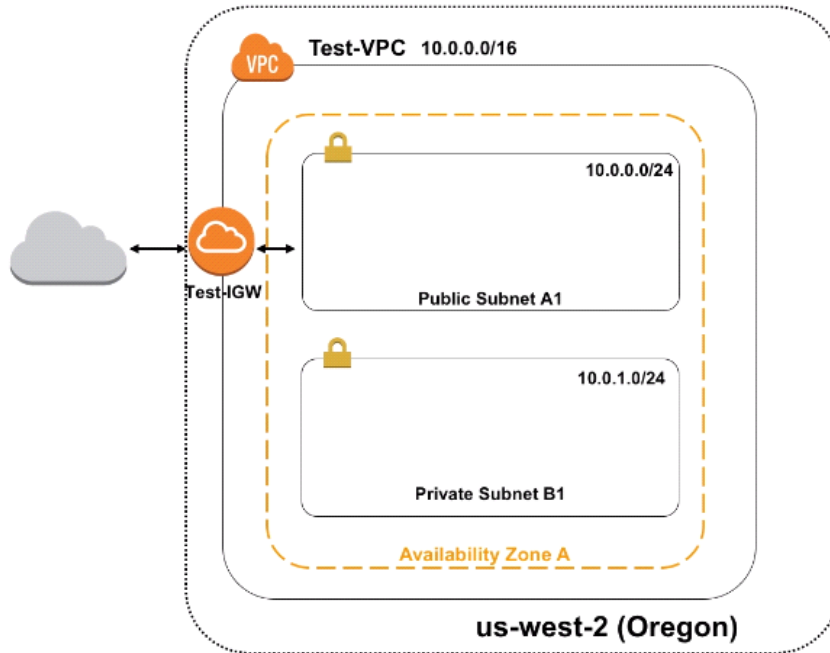 Test-VPC 10.0.0.0/16
VPC
10.0.0.0/24
Test-IGW
Public Subnet A1
10.0.1.0/24
Private Subnet B1
Availability Zone A
us-west-2 (Oregon)